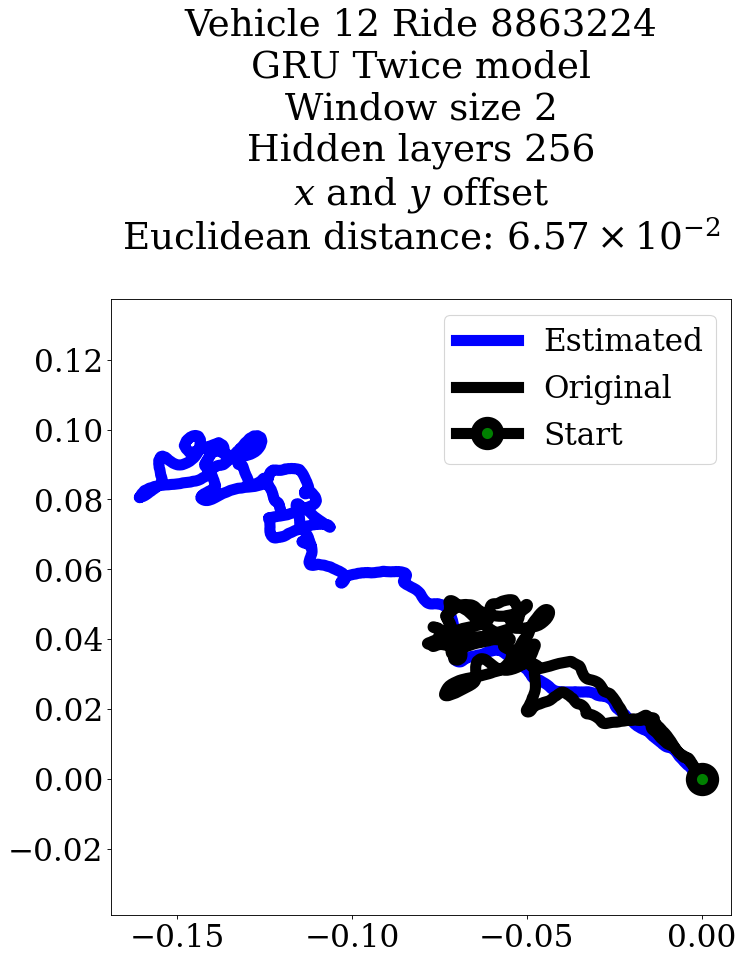 Vehicle 12 Ride 8863224
GRU Twice model
Window size 2
Hidden layers 256
x and y offset
Euclidean distance: 6.57 × 10⁻²
Estimated
Original
Start
0.12
0.10
0.08
0.06
0.04
0.02
0.00
−0.02
−0.15 −0.10 −0.05 0.00